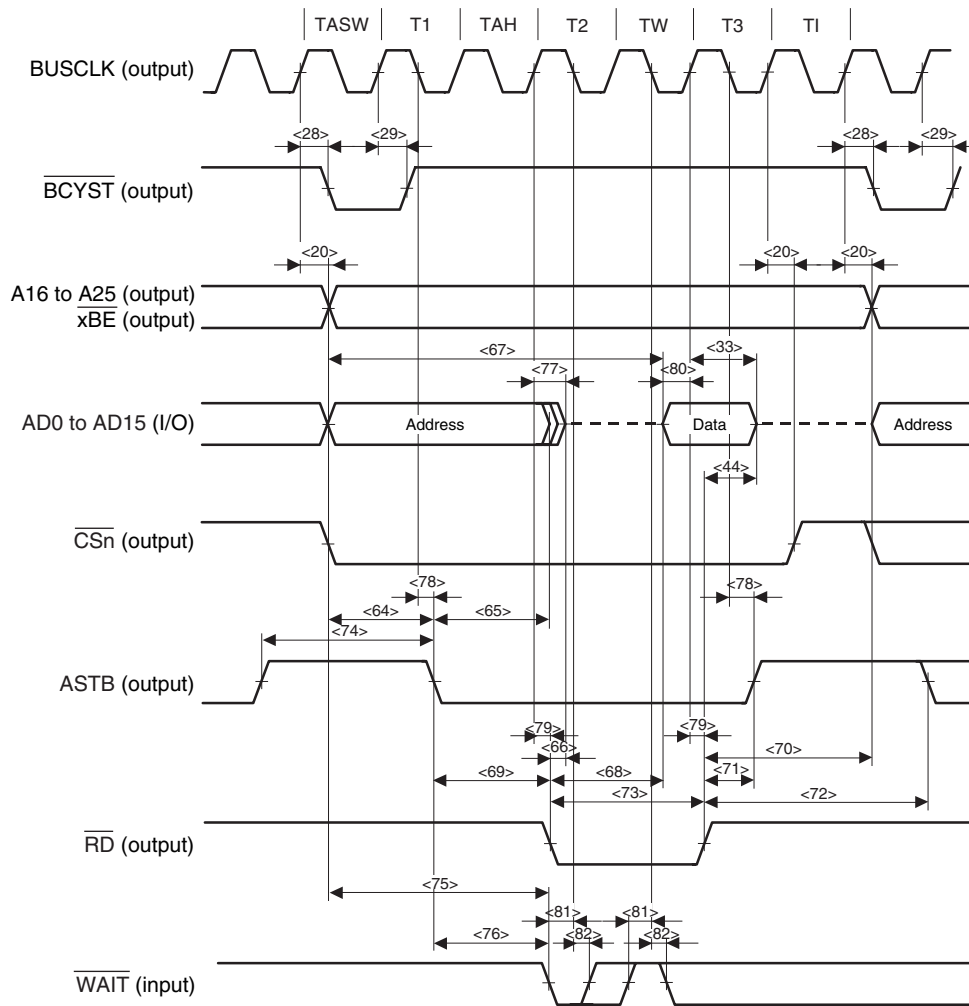 TASW T1 TAH T2 TW T3 TI
BUSCLK (output)
<28> <29> <28> <29>
BCYST (output)
<20> <20> <20>
A16 to A25 (output)
xBE (output)
<67> <33>
<77> <80>
AD0 to AD15 (I/O) Address Data Address
<44>
CSn (output)
<78> <78>
<64> <65>
<74>
ASTB (output)
<79> <79>
<66> <70>
<69> <68> <71>
<73> <72>
RD (output)
<75>
<81> <81>
<76> <82> <82>
WAIT (input)